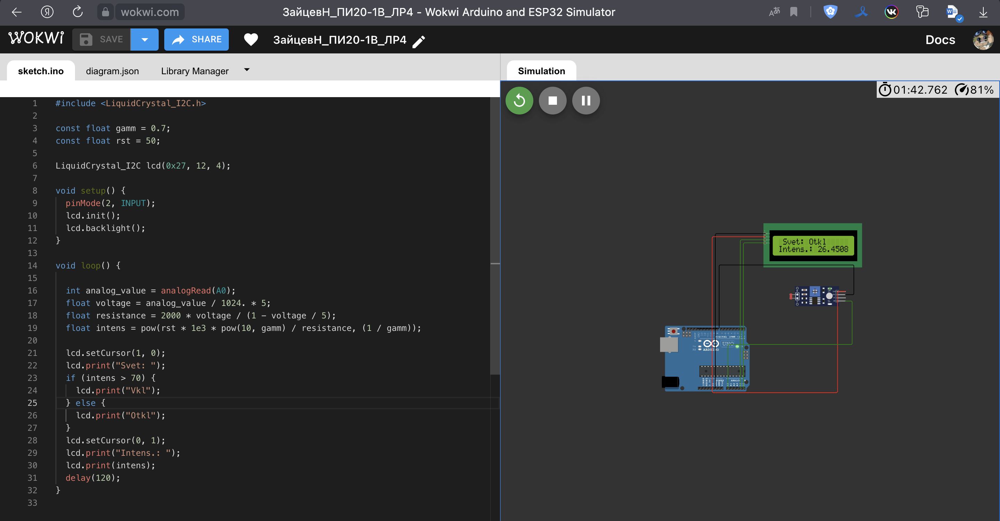 wokwi.com
ЗайцевН_ПИ20-1В_ЛР4 - Wokwi Arduino and ESP32 Simulator
WOKWi
SAVE
SHARE
ЗайцевН_ПИ20-1В_ЛР4
Docs
sketch.ino
diagram.json
Library Manager
Simulation
01:42.762
81%
1 #include <LiquidCrystal_I2C.h>
2
3 const float gamm = 0.7;
4 const float rst = 50;
5
6 LiquidCrystal_I2C lcd(0x27, 12, 4);
7
8 void setup() {
9 pinMode(2, INPUT);
10 lcd.init();
11 lcd.backlight();
12 }
13
14 void loop() {
15
16 int analog_value = analogRead(A0);
17 float voltage = analog_value / 1024. * 5;
18 float resistance = 2000 * voltage / (1 - voltage / 5);
19 float intens = pow(rst * 1e3 * pow(10, gamm) / resistance, (1 / gamm));
20
21 lcd.setCursor(1, 0);
22 lcd.print("Svet: ");
23 if (intens > 70) {
24 lcd.print("Vkl");
25 } else {
26 lcd.print("Otkl");
27 }
28 lcd.setCursor(0, 1);
29 lcd.print("Intens.: ");
30 lcd.print(intens);
31 delay(120);
32 }
33
Svet: Otkl
Intens.: 26.4508
DIGITAL (PWM ~)
UNO
ARDUINO
POWER